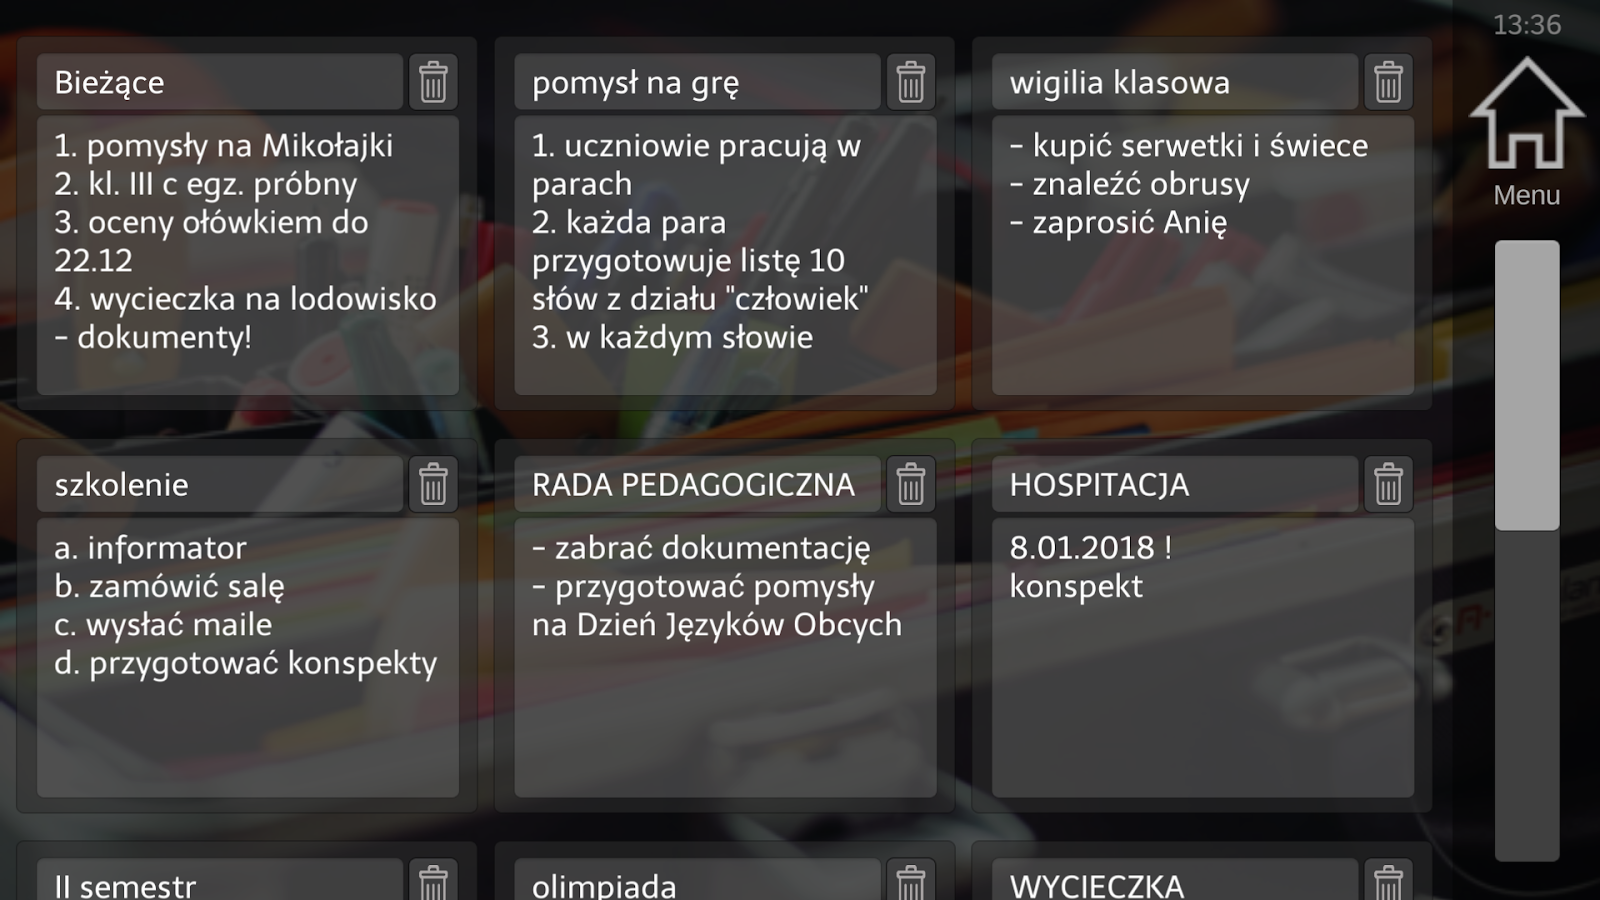 13:36
Menu
Bieżące
1. pomysły na Mikołajki
2. kl. III c egz. próbny
3. oceny ołówkiem do
22.12
4. wycieczka na lodowisko
- dokumenty!
pomysł na grę
1. uczniowie pracują w
parach
2. każda para
przygotowuje listę 10
słów z działu "człowiek"
3. w każdym słowie
wigilia klasowa
- kupić serwetki i świece
- znaleźć obrusy
- zaprosić Anię
szkolenie
a. informator
b. zamówić salę
c. wysłać maile
d. przygotować konspekty
RADA PEDAGOGICZNA
- zabrać dokumentację
- przygotować pomysły
na Dzień Języków Obcych
HOSPITACJA
8.01.2018 !
konspekt
II semestr
olimpiada
WYCIECZKA